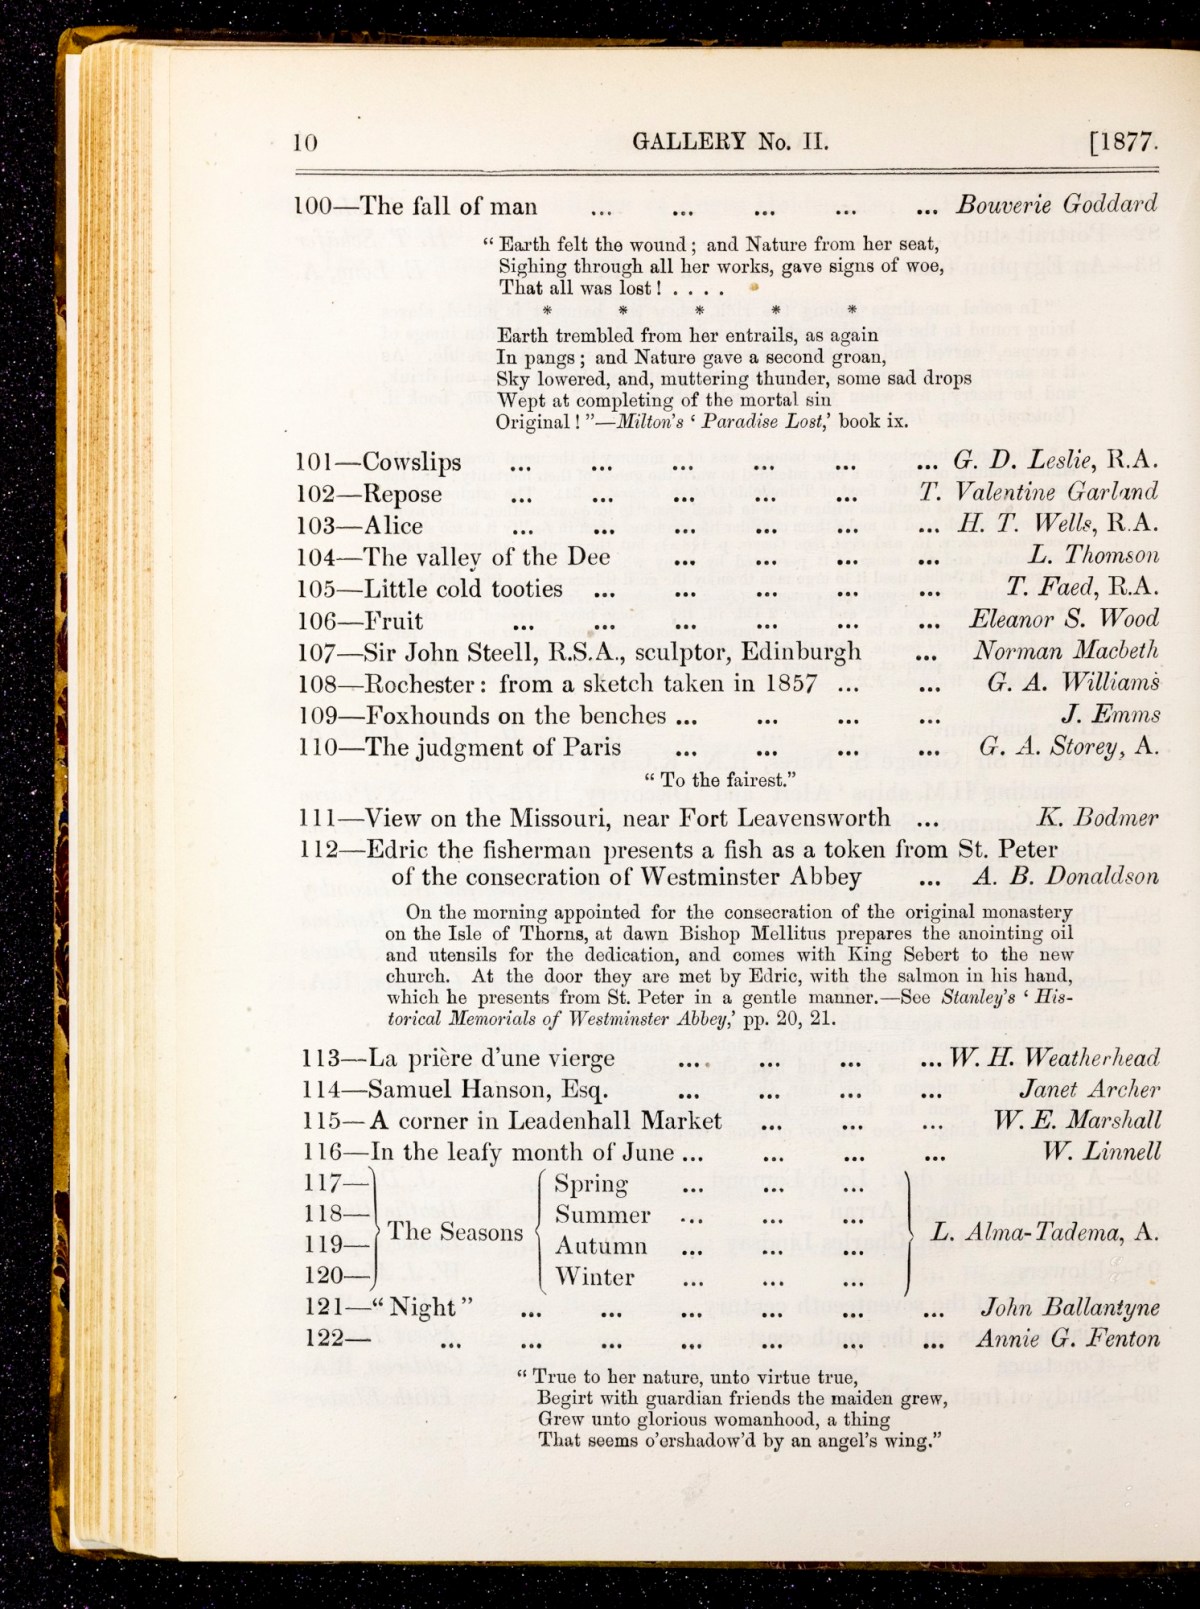 10 GALLERY No. II. [1877.
100—The fall of man ... ... ... ... ... Bouverie Goddard
“ Earth felt the wound ; and Nature from her seat,
Sighing through all her works, gave signs of woe,
That all was lost ! . . . .
* * * * *
Earth trembled from her entrails, as again
In pangs ; and Nature gave a second groan,
Sky lowered, and, muttering thunder, some sad drops
Wept at completing of the mortal sin
Original ! ”—Milton's ‘ Paradise Lost,’ book ix.
101—Cowslips ... ... ... ... ... ... G. D. Leslie, R.A.
102—Repose ... ... ... ... ... T. Valentine Garland
103—Alice ... ... ... ... ... ... H. T. Wells, R.A.
104—The valley of the Dee ... ... ... ... L. Thomson
105—Little cold tooties ... ... ... ... ... T. Faed, R.A.
106—Fruit ... ... ... ... ... ... Eleanor S. Wood
107—Sir John Steell, R.S.A., sculptor, Edinburgh ... Norman Macbeth
108—Rochester : from a sketch taken in 1857 ... ... G. A. Williams
109—Foxhounds on the benches ... ... ... ... J. Emms
110—The judgment of Paris ... ... ... ... G. A. Storey, A.
“ To the fairest.”
111—View on the Missouri, near Fort Leavensworth ... K. Bodmer
112—Edric the fisherman presents a fish as a token from St. Peter
of the consecration of Westminster Abbey ... A. B. Donaldson
On the morning appointed for the consecration of the original monastery
on the Isle of Thorns, at dawn Bishop Mellitus prepares the anointing oil
and utensils for the dedication, and comes with King Sebert to the new
church. At the door they are met by Edric, with the salmon in his hand,
which he presents from St. Peter in a gentle manner.—See Stanley's ‘ His-
torical Memorials of Westminster Abbey,’ pp. 20, 21.
113—La prière d'une vierge ... ... ... ... W. H. Weatherhead
114—Samuel Hanson, Esq. ... ... ... ... Janet Archer
115—A corner in Leadenhall Market ... ... ... W. E. Marshall
116—In the leafy month of June ... ... ... ... W. Linnell
117— Spring ... ... ...
118— Summer ... ... ...
The Seasons L. Alma-Tadema, A.
119— Autumn ... ... ...
120— Winter ... ... ...
121—“ Night ” ... ... ... ... ... ... John Ballantyne
122— ... ... ... ... ... ... ... Annie G. Fenton
“ True to her nature, unto virtue true,
Begirt with guardian friends the maiden grew,
Grew unto glorious womanhood, a thing
That seems o'ershadow'd by an angel's wing.”